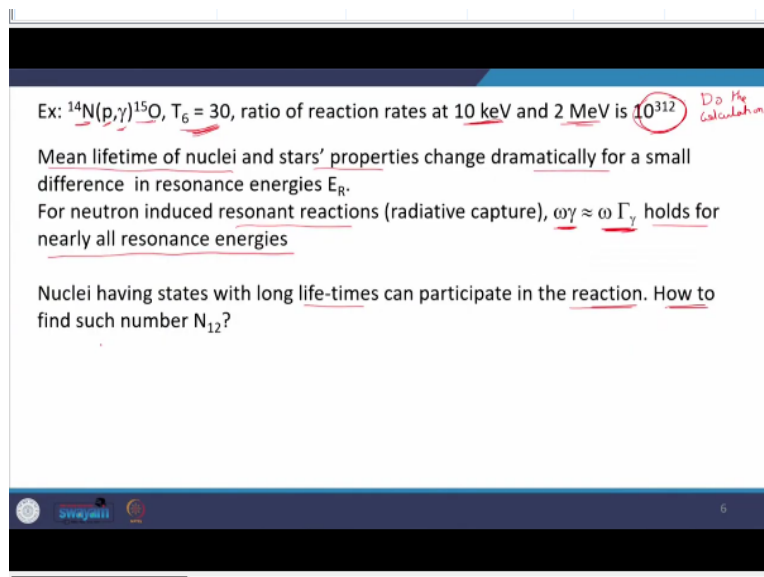 Ex: ¹⁴N(p,γ)¹⁵O, T₆ = 30, ratio of reaction rates at 10 keV and 2 MeV is 10³¹² Do the
calculation
Mean lifetime of nuclei and stars' properties change dramatically for a small
difference in resonance energies E_R.
For neutron induced resonant reactions (radiative capture), ωγ ≈ ω Γ_γ holds for
nearly all resonance energies
Nuclei having states with long life-times can participate in the reaction. How to
find such number N₁₂?
swayam
6